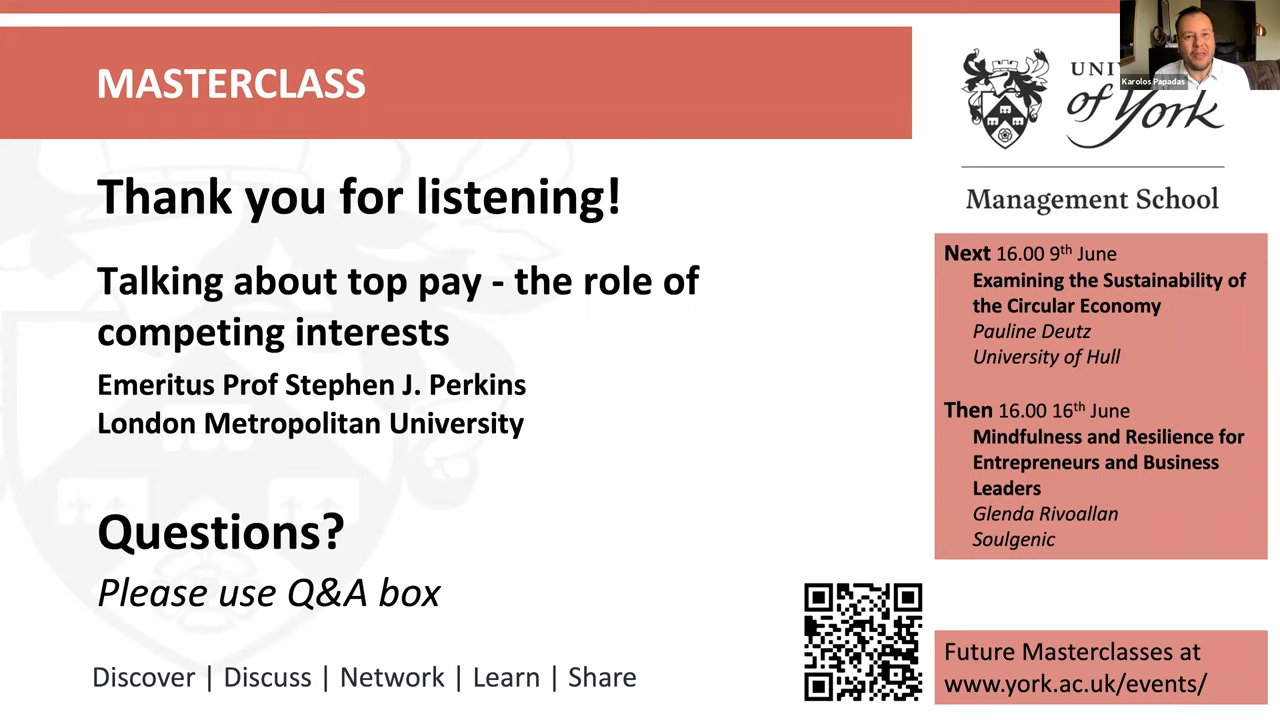 MASTERCLASS
Thank you for listening!
Talking about top pay - the role of
competing interests
Emeritus Prof Stephen J. Perkins
London Metropolitan University
Questions?
Please use Q&A box
Discover | Discuss | Network | Learn | Share
Karolos Papadas
UNI
of York
Management School
Next 16.00 9th June
Examining the Sustainability of
the Circular Economy
Pauline Deutz
University of Hull
Then 16.00 16th June
Mindfulness and Resilience for
Entrepreneurs and Business
Leaders
Glenda Rivoallan
Soulgenic
Future Masterclasses at
www.york.ac.uk/events/